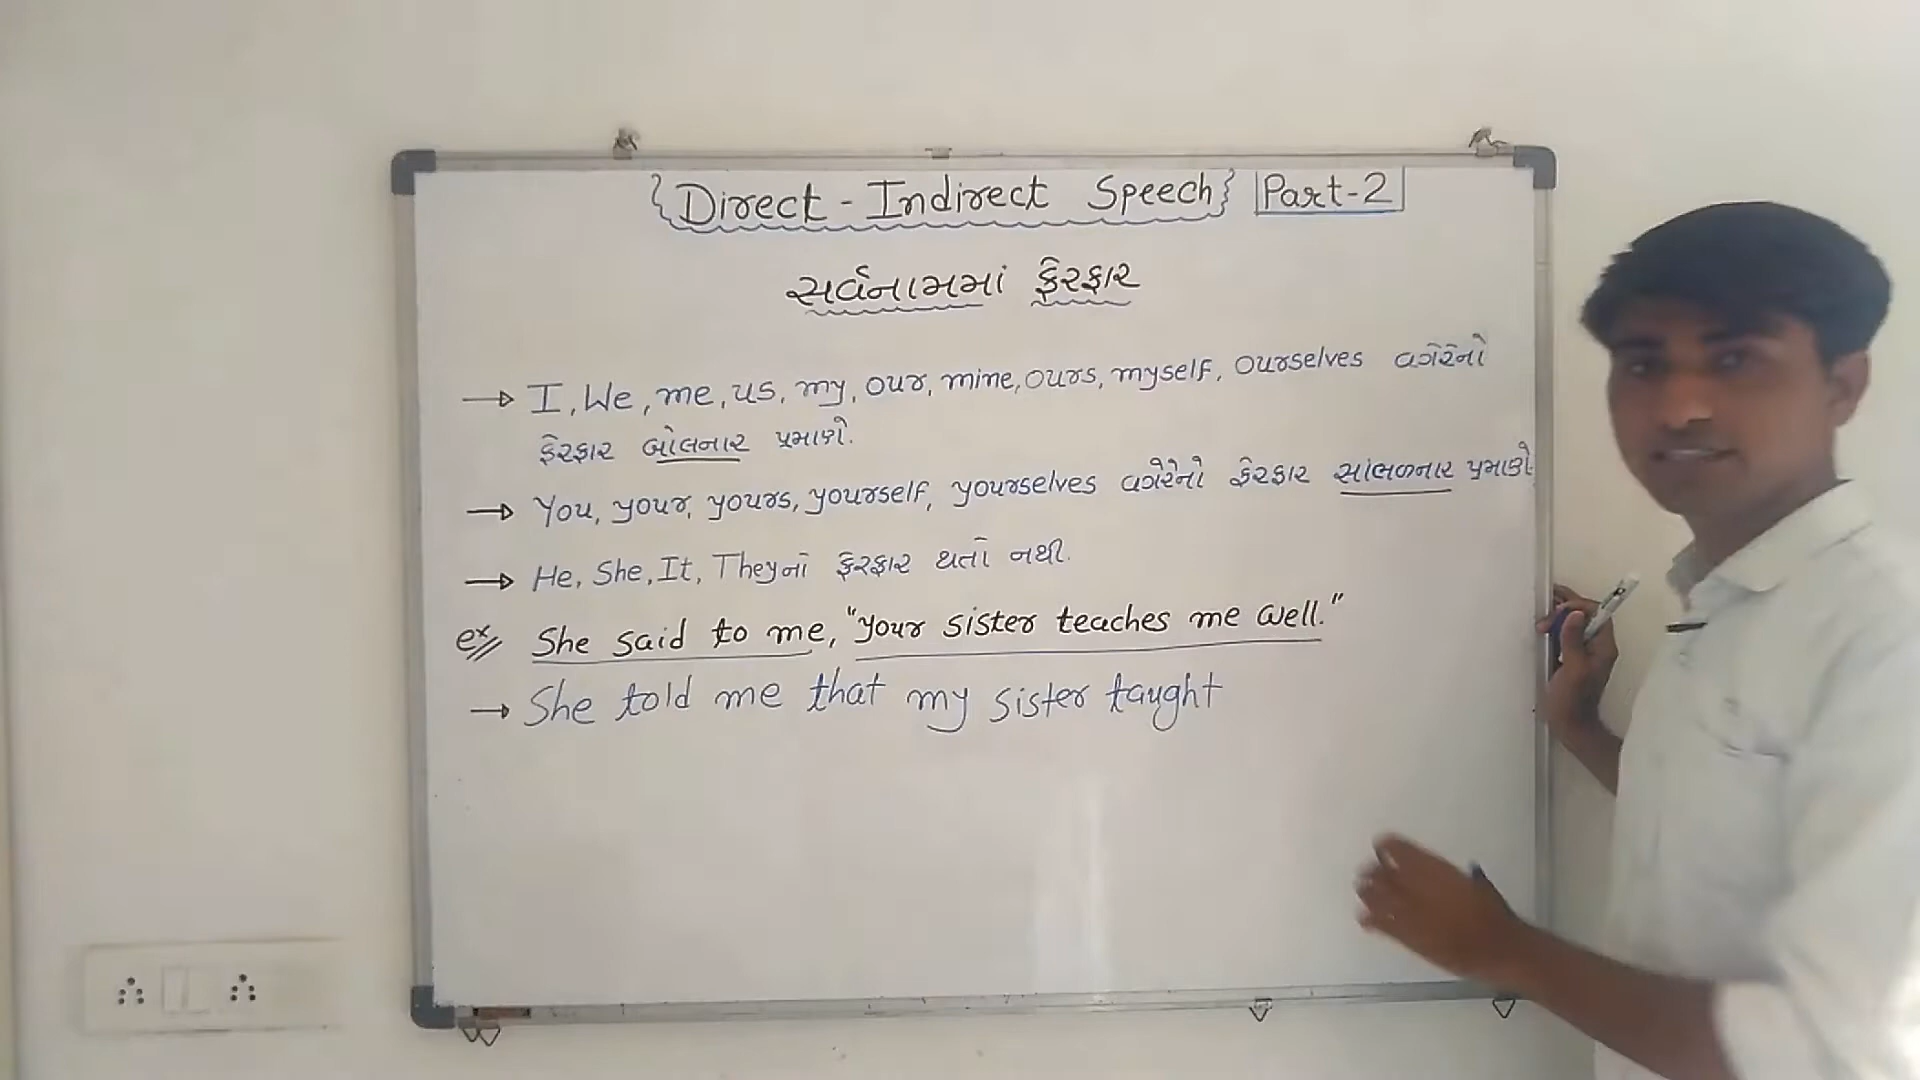 Direct - Indirect Speech Part-2
સર્વનામમાં ફેરફાર
→ I, We, me, us, my, our, mine, ours, myself, ourselves વગેરેનો
ફેરફાર બોલનાર પ્રમાણે.
→ You, your, yours, yourself, yourselves વગેરેનો ફેરફાર સાંભળનાર પ્રમાણે.
→ He, She, It, Theyનો ફેરફાર થતો નથી.
ex She said to me, "your sister teaches me well."
→ She told me that my sister taught